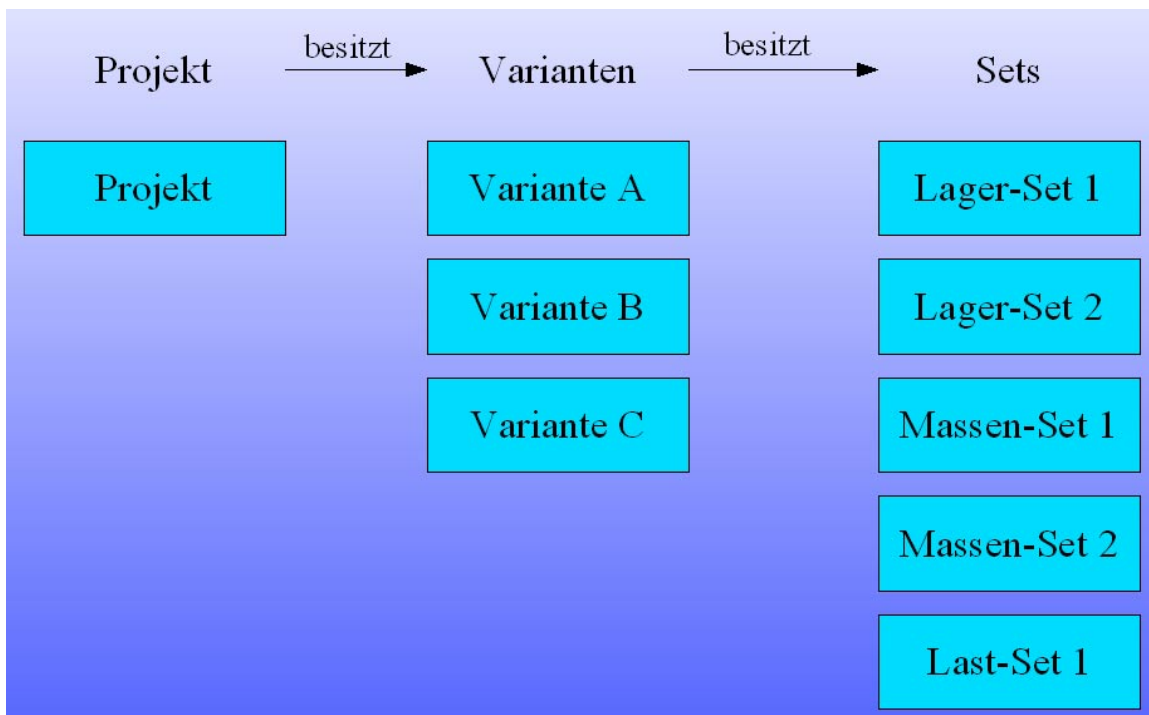 Projekt besitzt Varianten besitzt Sets
Projekt Variante A Lager-Set 1
Variante B Lager-Set 2
Variante C Massen-Set 1
Massen-Set 2
Last-Set 1